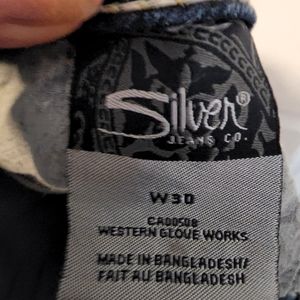 Silver®
JEANS CO.
W30
CA00508
WESTERN GLOVE WORKS
MADE IN BANGLADESH/
FAIT AU BANGLADESH